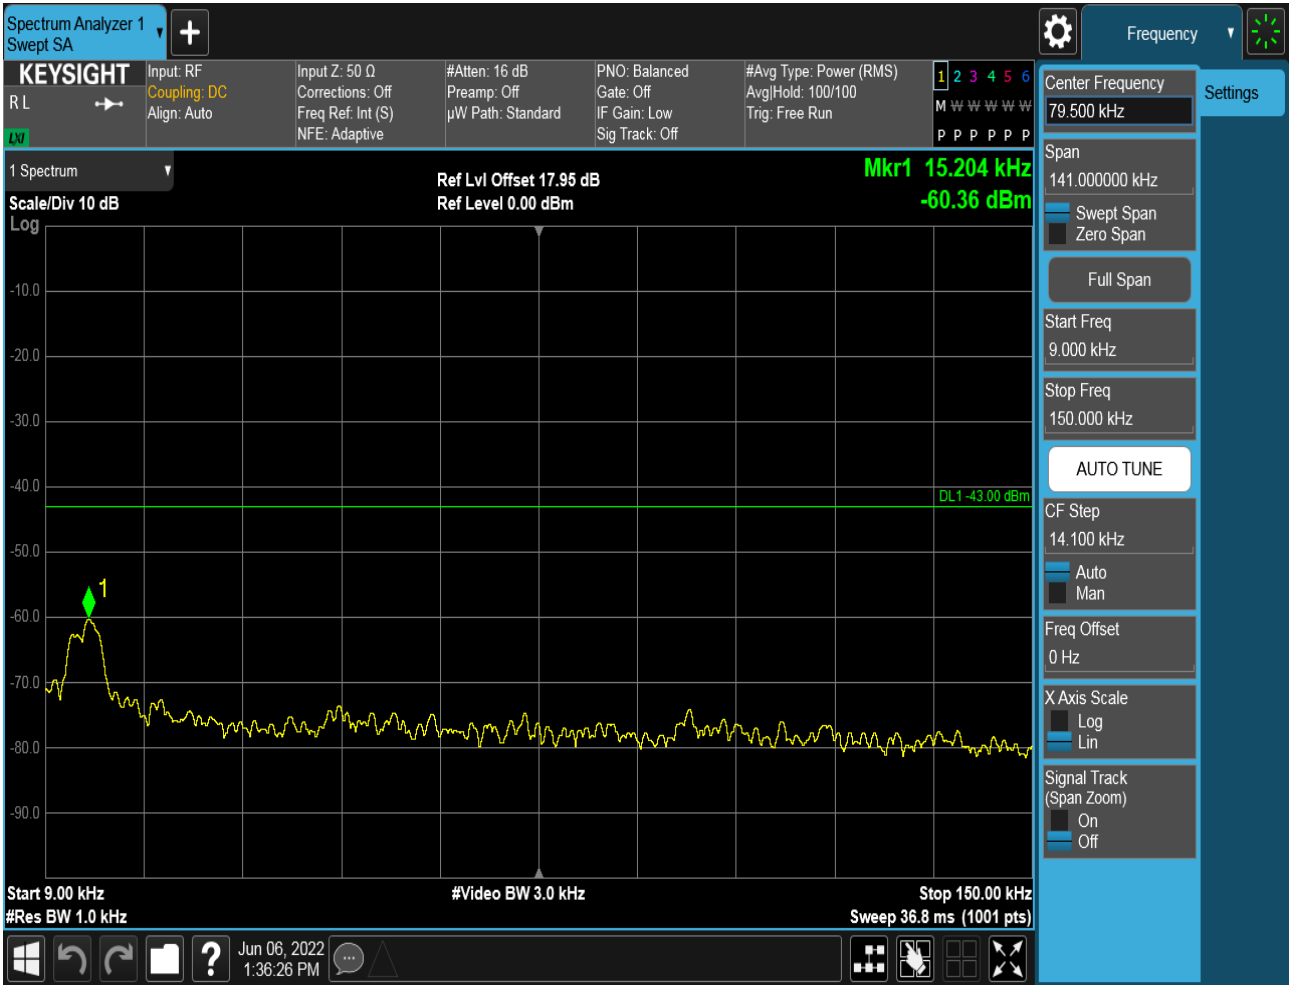 Spectrum Analyzer 1
Swept SA
+
Frequency
KEYSIGHT
R L
LXI
Input: RF
Coupling: DC
Align: Auto
Input Z: 50 Ω
Corrections: Off
Freq Ref: Int (S)
NFE: Adaptive
#Atten: 16 dB
Preamp: Off
µW Path: Standard
PNO: Balanced
Gate: Off
IF Gain: Low
Sig Track: Off
#Avg Type: Power (RMS)
Avg|Hold: 100/100
Trig: Free Run
1 2 3 4 5 6
M W W W W W
P P P P P P
Center Frequency
79.500 kHz
Settings
Span
141.000000 kHz
Swept Span
Zero Span
Full Span
Start Freq
9.000 kHz
Stop Freq
150.000 kHz
AUTO TUNE
CF Step
14.100 kHz
Auto
Man
Freq Offset
0 Hz
X Axis Scale
Log
Lin
Signal Track
(Span Zoom)
On
Off
1 Spectrum
Scale/Div 10 dB
Log
Ref Lvl Offset 17.95 dB
Ref Level 0.00 dBm
Mkr1 15.204 kHz
-60.36 dBm
-10.0
-20.0
-30.0
-40.0
DL1 -43.00 dBm
-50.0
1
-60.0
-70.0
-80.0
-90.0
Start 9.00 kHz
#Video BW 3.0 kHz
Stop 150.00 kHz
#Res BW 1.0 kHz
Sweep 36.8 ms (1001 pts)
?
Jun 06, 2022
1:36:26 PM